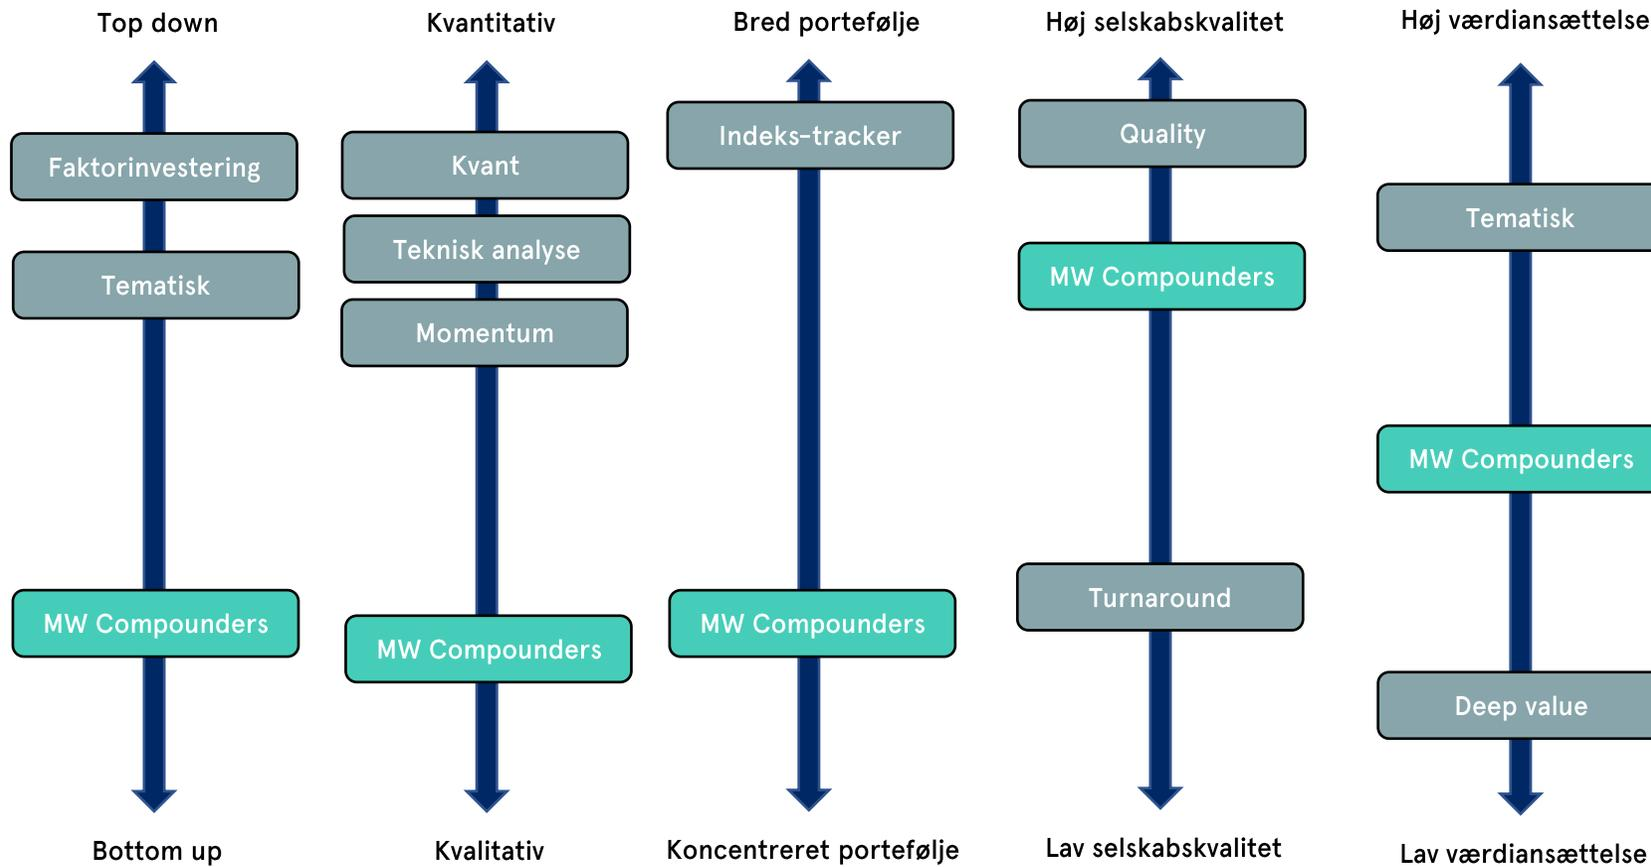 Top down
Faktorinvestering
Tematisk
MW Compounders
Bottom up
Kvantitativ
Kvant
Teknisk analyse
Momentum
MW Compounders
Kvalitativ
Bred portefølje
Indeks-tracker
MW Compounders
Koncentreret portefølje
Høj selskabskvalitet
Quality
MW Compounders
Turnaround
Lav selskabskvalitet
Høj værdiansættelse
Tematisk
MW Compounders
Deep value
Lav værdiansættelse